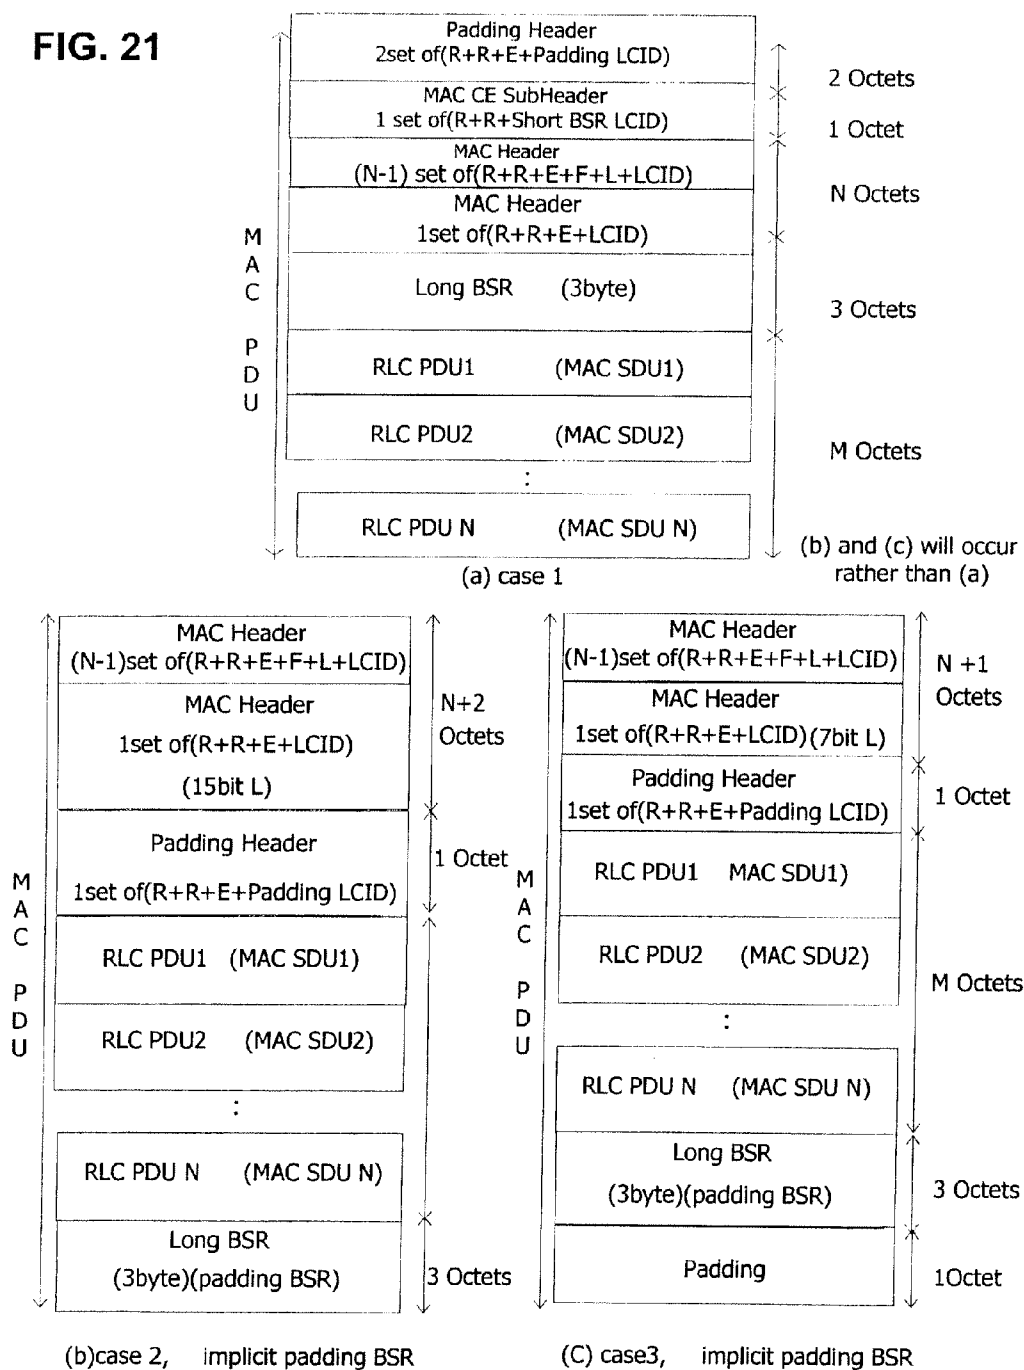 FIG. 21
Padding Header
2set of(R+R+E+Padding LCID)
2 Octets
MAC CE SubHeader
1 set of(R+R+Short BSR LCID)
1 Octet
MAC Header
(N-1) set of(R+R+E+F+L+LCID)
N Octets
MAC Header
1set of(R+R+E+LCID)
Long BSR (3byte)
3 Octets
MAC PDU
RLC PDU1 (MAC SDU1)
RLC PDU2 (MAC SDU2)
M Octets
:
RLC PDU N (MAC SDU N)
(a) case 1
(b) and (c) will occur
rather than (a)
MAC Header
(N-1)set of(R+R+E+F+L+LCID)
MAC Header
1set of(R+R+E+LCID)
(15bit L)
N+2
Octets
Padding Header
1set of(R+R+E+Padding LCID)
1 Octet
MAC PDU
RLC PDU1 (MAC SDU1)
RLC PDU2 (MAC SDU2)
:
RLC PDU N (MAC SDU N)
Long BSR
(3byte)(padding BSR)
3 Octets
(b)case 2, implicit padding BSR
MAC Header
(N-1)set of(R+R+E+F+L+LCID)
N +1
Octets
MAC Header
1set of(R+R+E+LCID)(7bit L)
Padding Header
1set of(R+R+E+Padding LCID)
1 Octet
MAC PDU
RLC PDU1 MAC SDU1)
RLC PDU2 (MAC SDU2)
M Octets
:
RLC PDU N (MAC SDU N)
Long BSR
(3byte)(padding BSR)
3 Octets
Padding
1Octet
(C) case3, implicit padding BSR